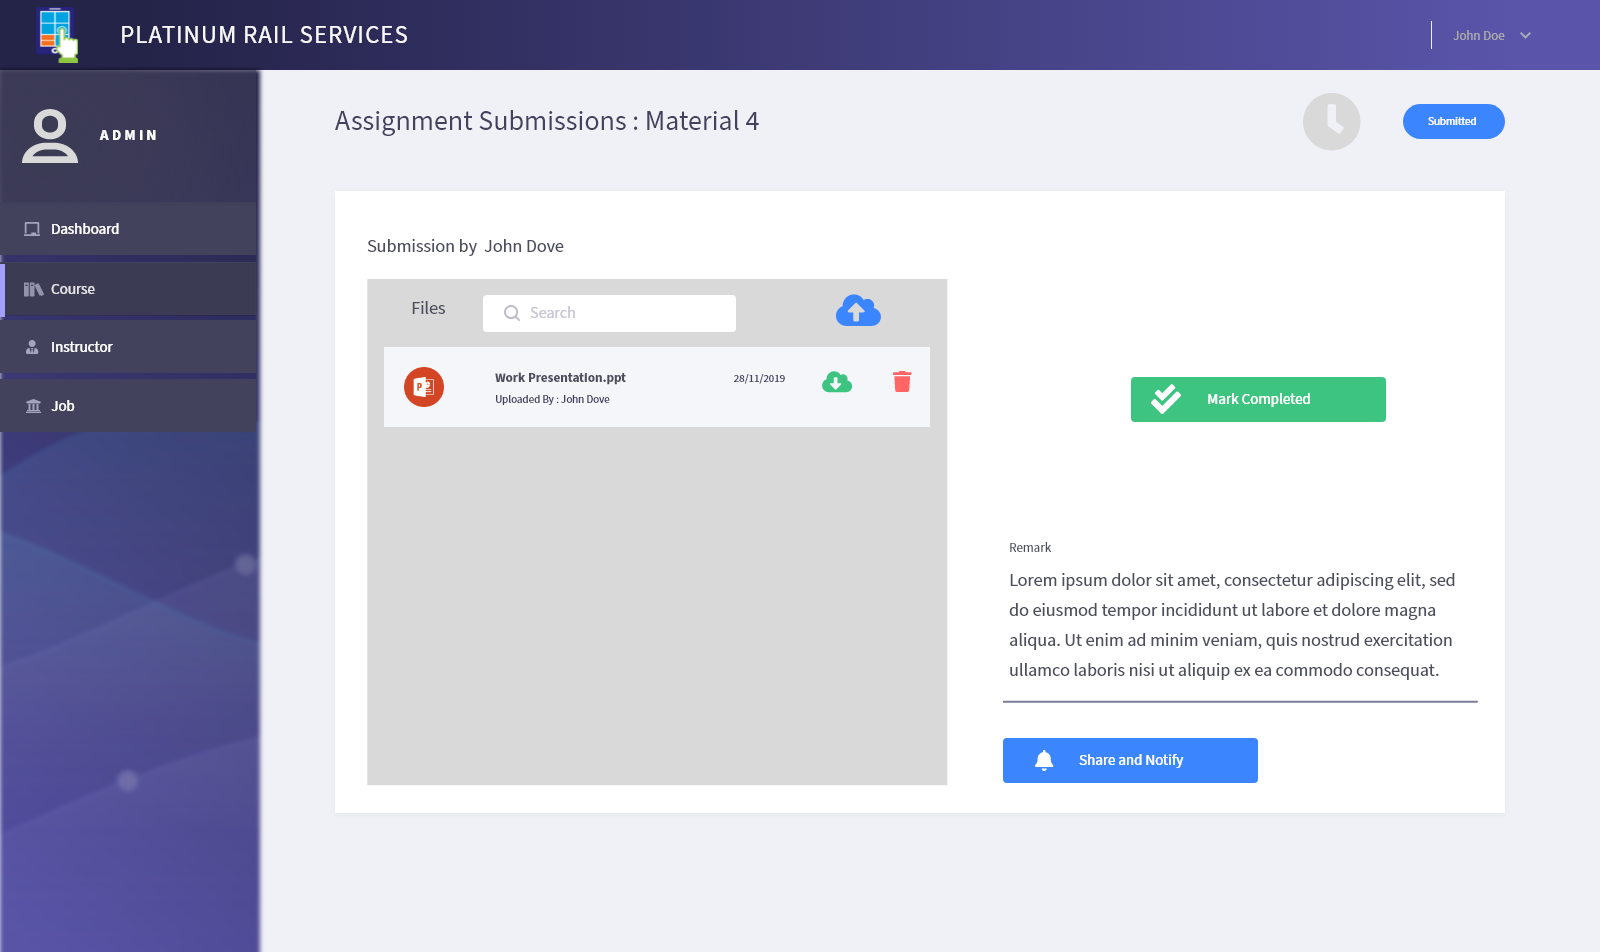 PLATINUM RAIL SERVICES
John Doe
ADMIN
Dashboard
Course
Instructor
Job
Assignment Submissions : Material 4
Submitted
Submission by John Dove
Files
Search
Work Presentation.ppt
28/11/2019
Uploaded By : John Dove
Mark Completed
Remark
Lorem ipsum dolor sit amet, consectetur adipiscing elit, sed
do eiusmod tempor incididunt ut labore et dolore magna
aliqua. Ut enim ad minim veniam, quis nostrud exercitation
ullamco laboris nisi ut aliquip ex ea commodo consequat.
Share and Notify